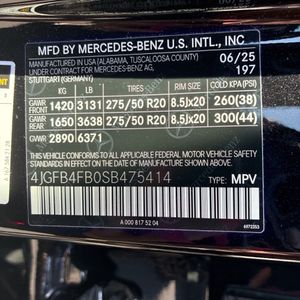 MFD BY MERCEDES-BENZ U.S. INTL., INC
MADE IN USA (ALABAMA, TUSCALOOSA COUNTY) 06/25
UNDER CONTRACT FOR MERCEDES-BENZ AG, 197
STUTTGART (GERMANY)
KG LB TIRE RIM COLD KPA (PSI)
GAWR FRONT 1420 3131 275/50 R20 8.5Jx20 260(38)
GAWR REAR 1650 3638 275/50 R20 8.5Jx20 300(44)
GVWR 2890 6371
THIS VEHICLE CONFORMS TO ALL APPLICABLE FEDERAL MOTOR VEHICLE SAFETY STANDARDS IN EFFECT ON THE DATE OF MANUFACTURE SHOWN ABOVE.
4JGFB4FB0SB475414 TYPE: MPV
A 000 817 52 04